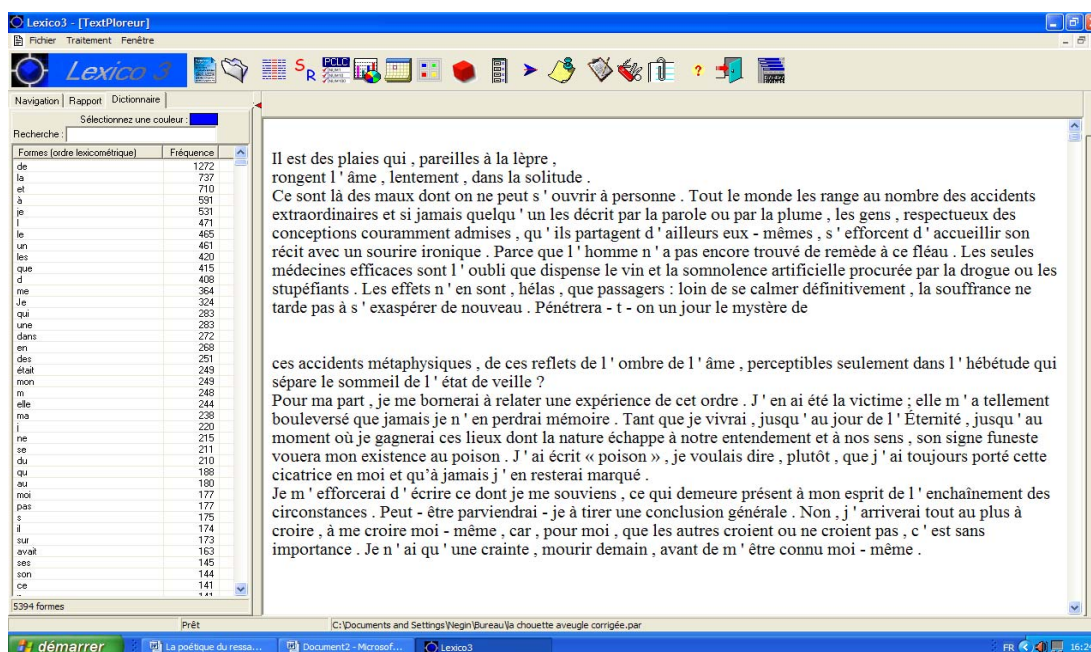 Lexico3 - [TextPloreur]
Fichier Traitement Fenêtre
Lexico 3
Navigation Rapport Dictionnaire
Sélectionnez une couleur :
Recherche :
Formes (ordre lexicométrique) Fréquence
de 1272
la 737
et 710
à 591
je 531
l 471
le 465
un 461
les 420
que 415
d 408
me 364
Je 324
qui 283
une 283
dans 272
en 268
des 251
était 249
mon 249
m 248
elle 244
ma 238
j 220
ne 215
se 211
du 210
qu 188
au 180
moi 177
pas 177
s 175
il 174
sur 173
avait 163
ses 145
son 144
ce 141
5394 formes
Il est des plaies qui , pareilles à la lèpre ,
rongent l ' âme , lentement , dans la solitude .
Ce sont là des maux dont on ne peut s ' ouvrir à personne . Tout le monde les range au nombre des accidents
extraordinaires et si jamais quelqu ' un les décrit par la parole ou par la plume , les gens , respectueux des
conceptions couramment admises , qu ' ils partagent d ' ailleurs eux - mêmes , s ' efforcent d ' accueillir son
récit avec un sourire ironique . Parce que l ' homme n ' a pas encore trouvé de remède à ce fléau . Les seules
médecines efficaces sont l ' oubli que dispense le vin et la somnolence artificielle procurée par la drogue ou les
stupéfiants . Les effets n ' en sont , hélas , que passagers : loin de se calmer définitivement , la souffrance ne
tarde pas à s ' exaspérer de nouveau . Pénétrera - t - on un jour le mystère de
ces accidents métaphysiques , de ces reflets de l ' ombre de l ' âme , perceptibles seulement dans l ' hébétude qui
sépare le sommeil de l ' état de veille ?
Pour ma part , je me bornerai à relater une expérience de cet ordre . J ' en ai été la victime ; elle m ' a tellement
bouleversé que jamais je n ' en perdrai mémoire . Tant que je vivrai , jusqu ' au jour de l ' Éternité , jusqu ' au
moment où je gagnerai ces lieux dont la nature échappe à notre entendement et à nos sens , son signe funeste
vouera mon existence au poison . J ' ai écrit « poison » , je voulais dire , plutôt , que j ' ai toujours porté cette
cicatrice en moi et qu’à jamais j ' en resterai marqué .
Je m ' efforcerai d ' écrire ce dont je me souviens , ce qui demeure présent à mon esprit de l ' enchaînement des
circonstances . Peut - être parviendrai - je à tirer une conclusion générale . Non , j ' arriverai tout au plus à
croire , à me croire moi - même , car , pour moi , que les autres croient ou ne croient pas , c ' est sans
importance . Je n ' ai qu ' une crainte , mourir demain , avant de m ' être connu moi - même .
Prêt C:\Documents and Settings\Negin\Bureau\la chouette aveugle corrigée.par
démarrer La poétique du ressa... Document2 - Microsof... Lexico3 FR